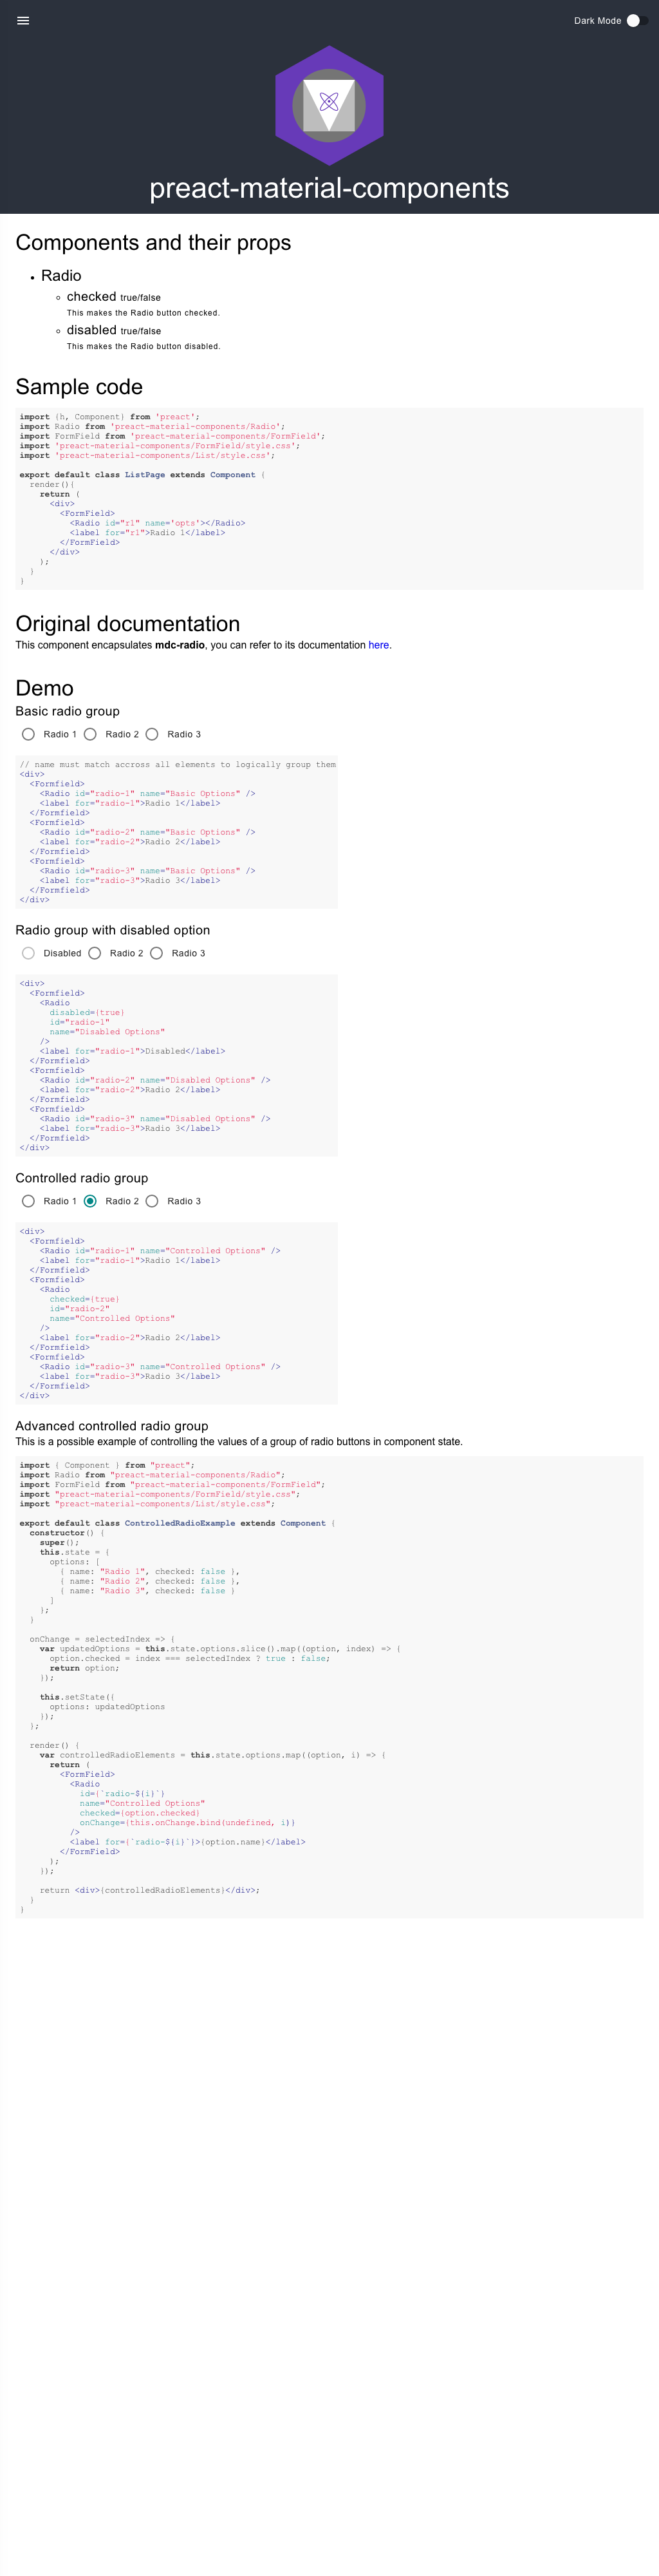 Dark Mode
preact-material-components
Components and their props
Radio
checked true/false
This makes the Radio button checked.
disabled true/false
This makes the Radio button disabled.
Sample code
import {h, Component} from 'preact';
import Radio from 'preact-material-components/Radio';
import FormField from 'preact-material-components/FormField';
import 'preact-material-components/FormField/style.css';
import 'preact-material-components/List/style.css';
export default class ListPage extends Component {
render(){
return (
<div>
<FormField>
<Radio id="r1" name='opts'></Radio>
<label for="r1">Radio 1</label>
</FormField>
</div>
);
}
}
Original documentation
This component encapsulates mdc-radio, you can refer to its documentation here.
Demo
Basic radio group
Radio 1 Radio 2 Radio 3
// name must match accross all elements to logically group them
<div>
<Formfield>
<Radio id="radio-1" name="Basic Options" />
<label for="radio-1">Radio 1</label>
</Formfield>
<Formfield>
<Radio id="radio-2" name="Basic Options" />
<label for="radio-2">Radio 2</label>
</Formfield>
<Formfield>
<Radio id="radio-3" name="Basic Options" />
<label for="radio-3">Radio 3</label>
</Formfield>
</div>
Radio group with disabled option
Disabled Radio 2 Radio 3
<div>
<Formfield>
<Radio
disabled={true}
id="radio-1"
name="Disabled Options"
/>
<label for="radio-1">Disabled</label>
</Formfield>
<Formfield>
<Radio id="radio-2" name="Disabled Options" />
<label for="radio-2">Radio 2</label>
</Formfield>
<Formfield>
<Radio id="radio-3" name="Disabled Options" />
<label for="radio-3">Radio 3</label>
</Formfield>
</div>
Controlled radio group
Radio 1 Radio 2 Radio 3
<div>
<Formfield>
<Radio id="radio-1" name="Controlled Options" />
<label for="radio-1">Radio 1</label>
</Formfield>
<Formfield>
<Radio
checked={true}
id="radio-2"
name="Controlled Options"
/>
<label for="radio-2">Radio 2</label>
</Formfield>
<Formfield>
<Radio id="radio-3" name="Controlled Options" />
<label for="radio-3">Radio 3</label>
</Formfield>
</div>
Advanced controlled radio group
This is a possible example of controlling the values of a group of radio buttons in component state.
import { Component } from "preact";
import Radio from "preact-material-components/Radio";
import FormField from "preact-material-components/FormField";
import "preact-material-components/FormField/style.css";
import "preact-material-components/List/style.css";
export default class ControlledRadioExample extends Component {
constructor() {
super();
this.state = {
options: [
{ name: "Radio 1", checked: false },
{ name: "Radio 2", checked: false },
{ name: "Radio 3", checked: false }
]
};
}
onChange = selectedIndex => {
var updatedOptions = this.state.options.slice().map((option, index) => {
option.checked = index === selectedIndex ? true : false;
return option;
});
this.setState({
options: updatedOptions
});
};
render() {
var controlledRadioElements = this.state.options.map((option, i) => {
return (
<FormField>
<Radio
id={`radio-${i}`}
name="Controlled Options"
checked={option.checked}
onChange={this.onChange.bind(undefined, i)}
/>
<label for={`radio-${i}`}>{option.name}</label>
</FormField>
);
});
return <div>{controlledRadioElements}</div>;
}
}